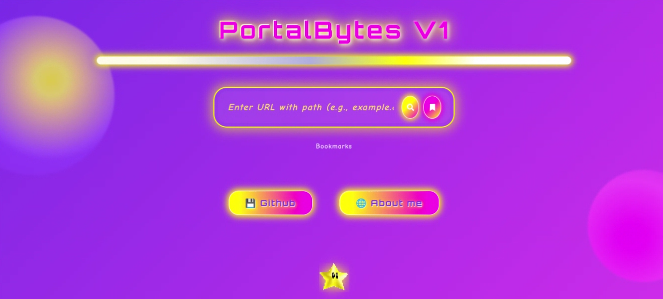 PortalBytes V1
Enter URL with path (e.g., example.
Bookmarks
Github
About me